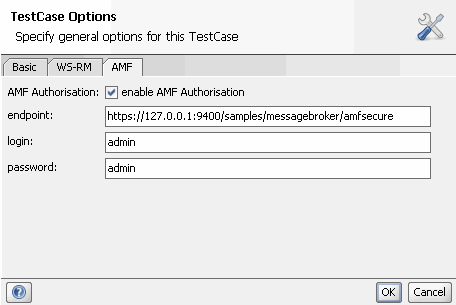 TestCase Options
Specify general options for this TestCase
Basic WS-RM AMF
AMF Authorisation: enable AMF Authorisation
endpoint: https://127.0.0.1:9400/samples/messagebroker/amfsecure
login: admin
password: admin
? OK Cancel